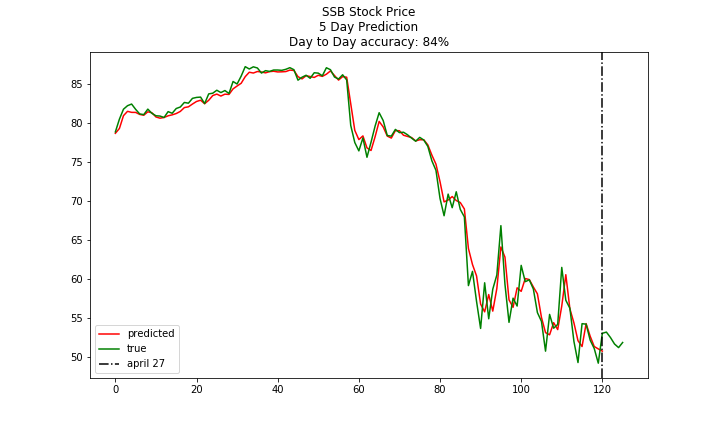 SSB Stock Price
5 Day Prediction
Day to Day accuracy: 84%
85
80
75
70
65
60
55
50
predicted
true
april 27
0
20
40
60
80
100
120